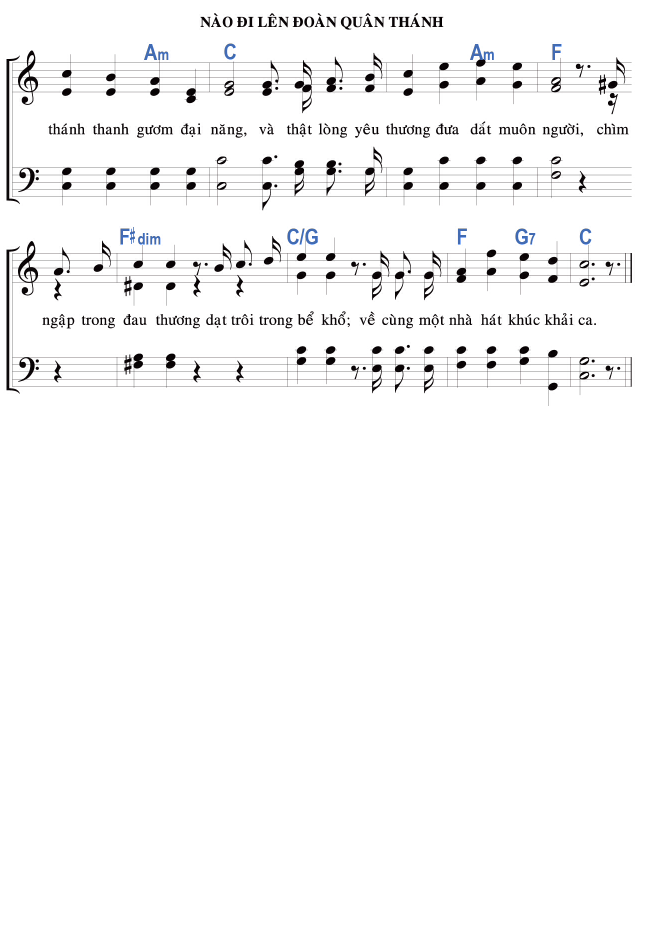 NÀO ĐI LÊN ĐOÀN QUÂN THÁNH
Am C Am F
thánh thanh gươm đại năng, và thật lòng yêu thương đưa dắt muôn người, chìm
F♯dim C/G F G7 C
ngập trong đau thương dạt trôi trong bể khổ; về cùng một nhà hát khúc khải ca.